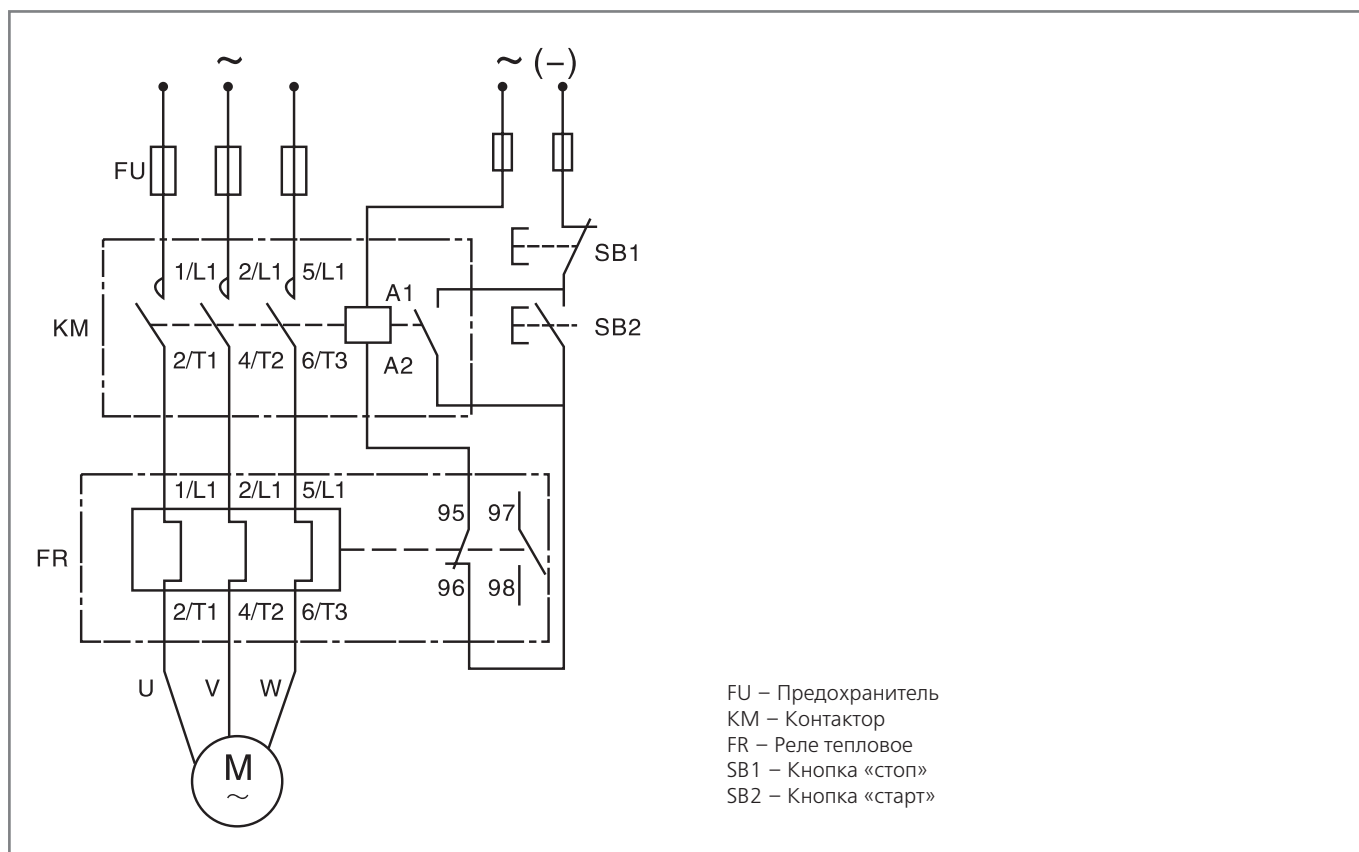 ~ ~ (–)
FU
SB1
1/L1 2/L1 5/L1
A1
KM
SB2
2/T1 4/T2 6/T3
A2
1/L1 2/L1 5/L1
95 97
FR
96 98
2/T1 4/T2 6/T3
U V W
M
~
FU – Предохранитель
KM – Контактор
FR – Реле тепловое
SB1 – Кнопка «стоп»
SB2 – Кнопка «старт»